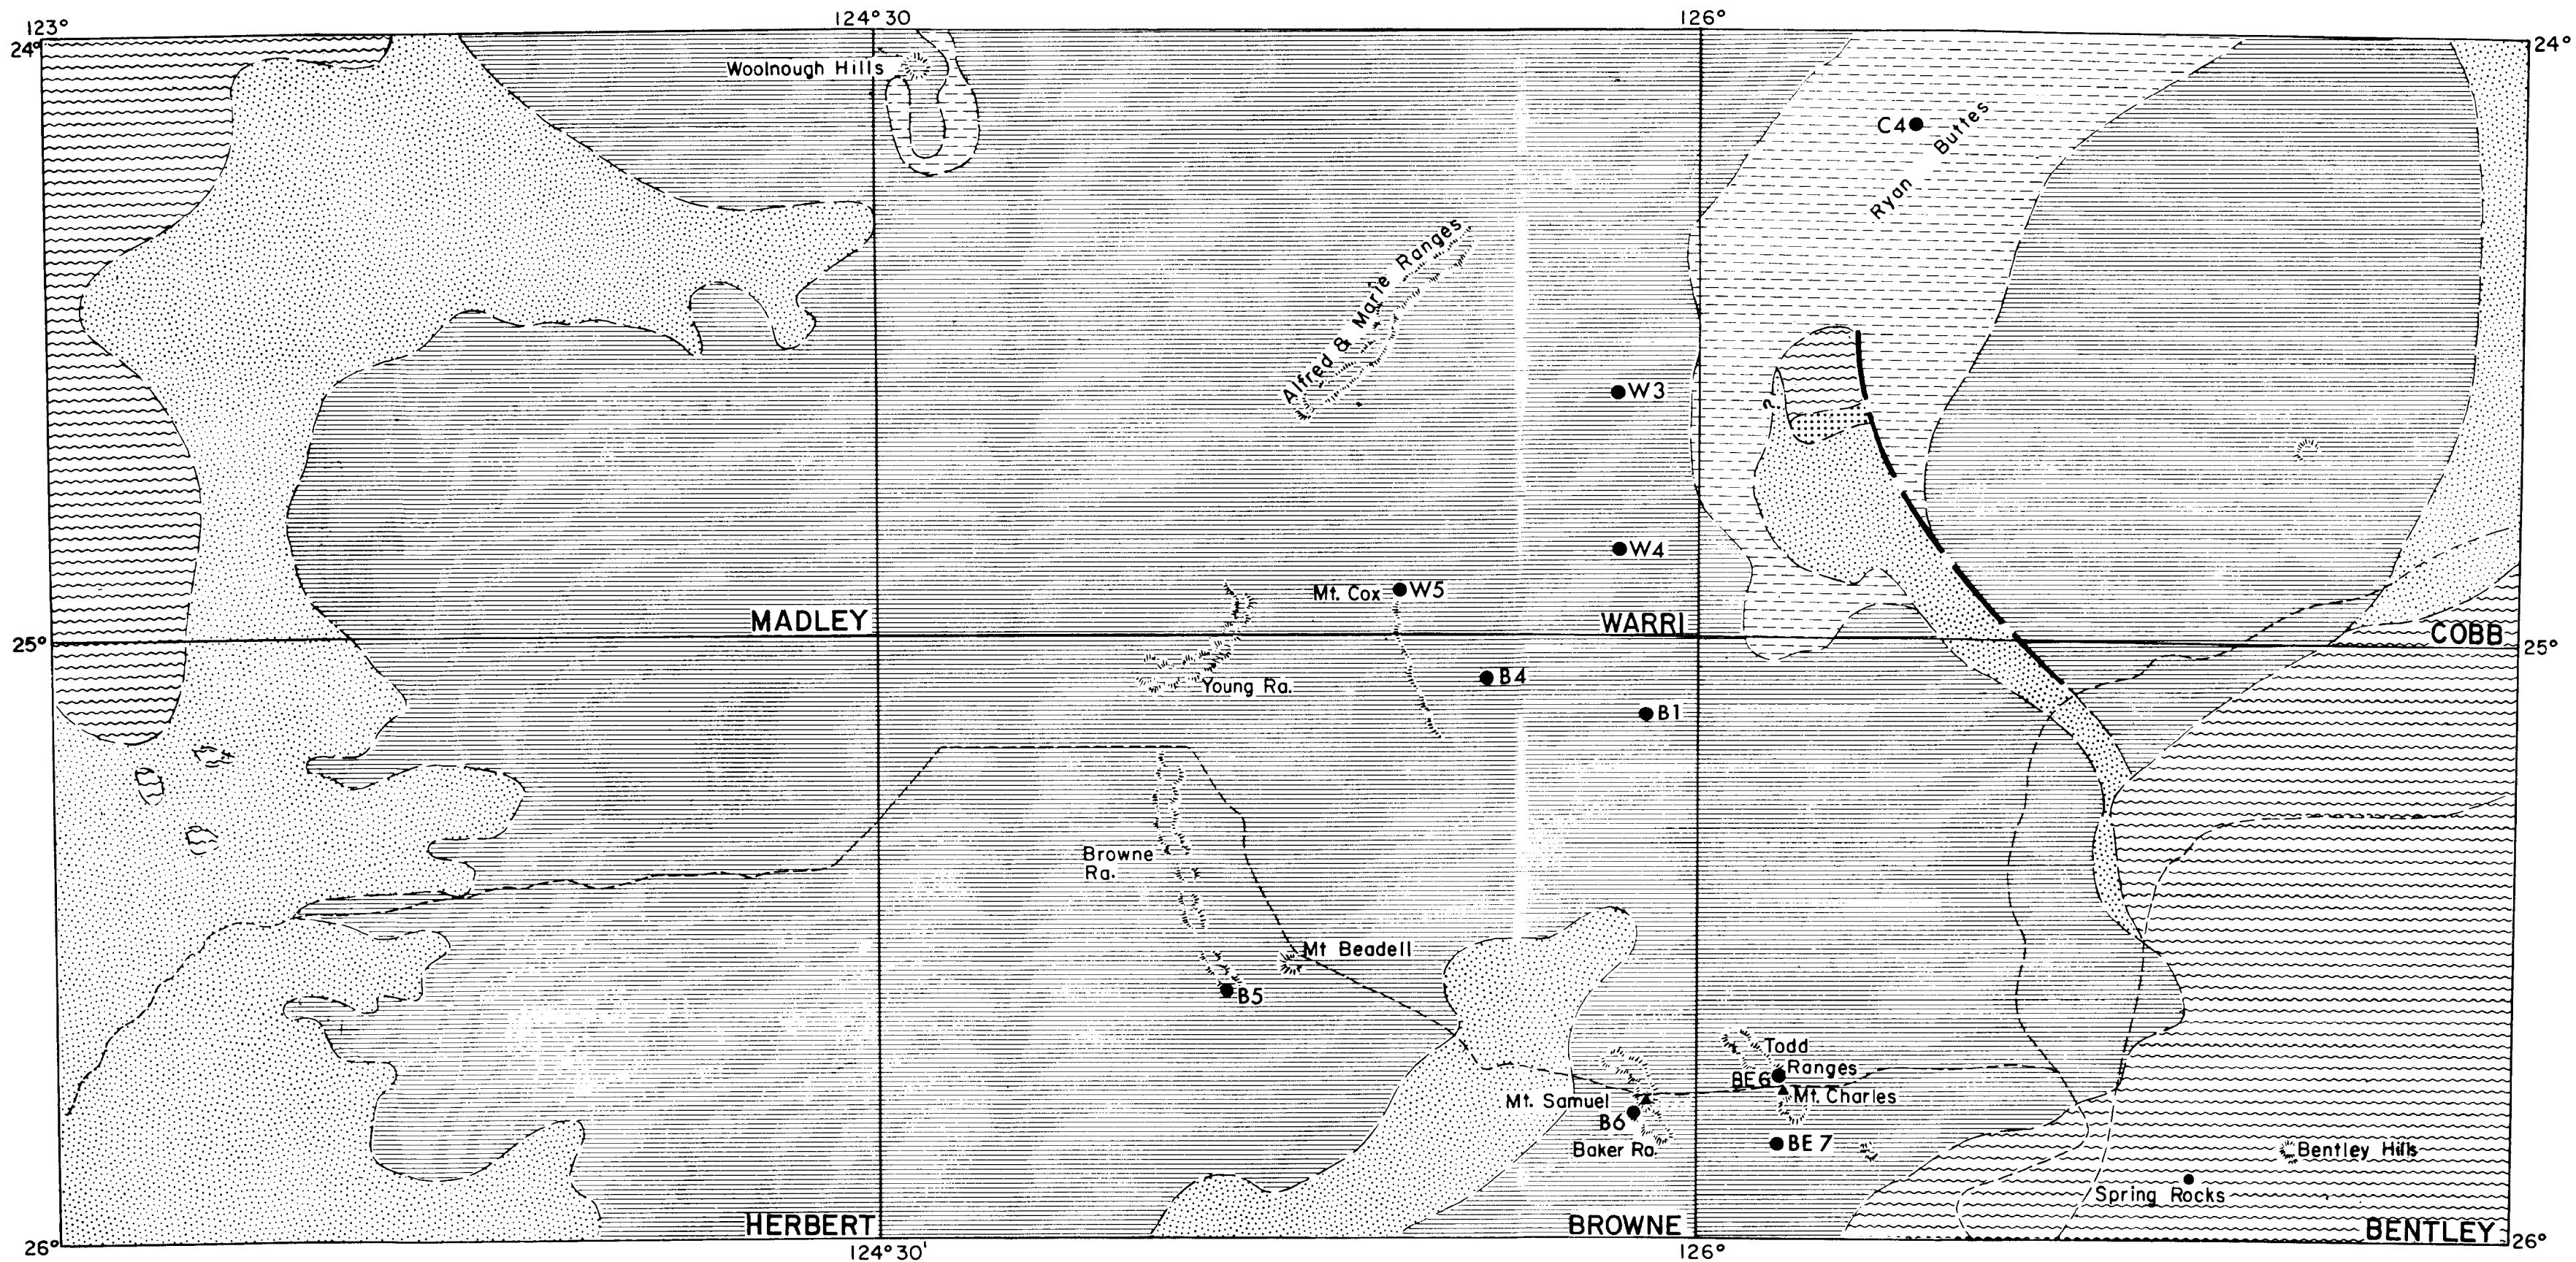 123°
124° 30
126°
24°
24°
Woolnough Hills
C4
Ryan Buttes
Alfred & Marie Ranges
W3
?
W4
Mt. Cox
W5
MADLEY
WARRI
COBB
25°
25°
Young Ra.
B4
B1
Browne
Ra.
Mt Beadell
B5
Todd
Ranges
BE6
Mt. Charles
Mt. Samuel
B6
Baker Ra.
BE 7
Bentley Hills
Spring Rocks
HERBERT
BROWNE
BENTLEY
26°
124° 30'
126°
26°